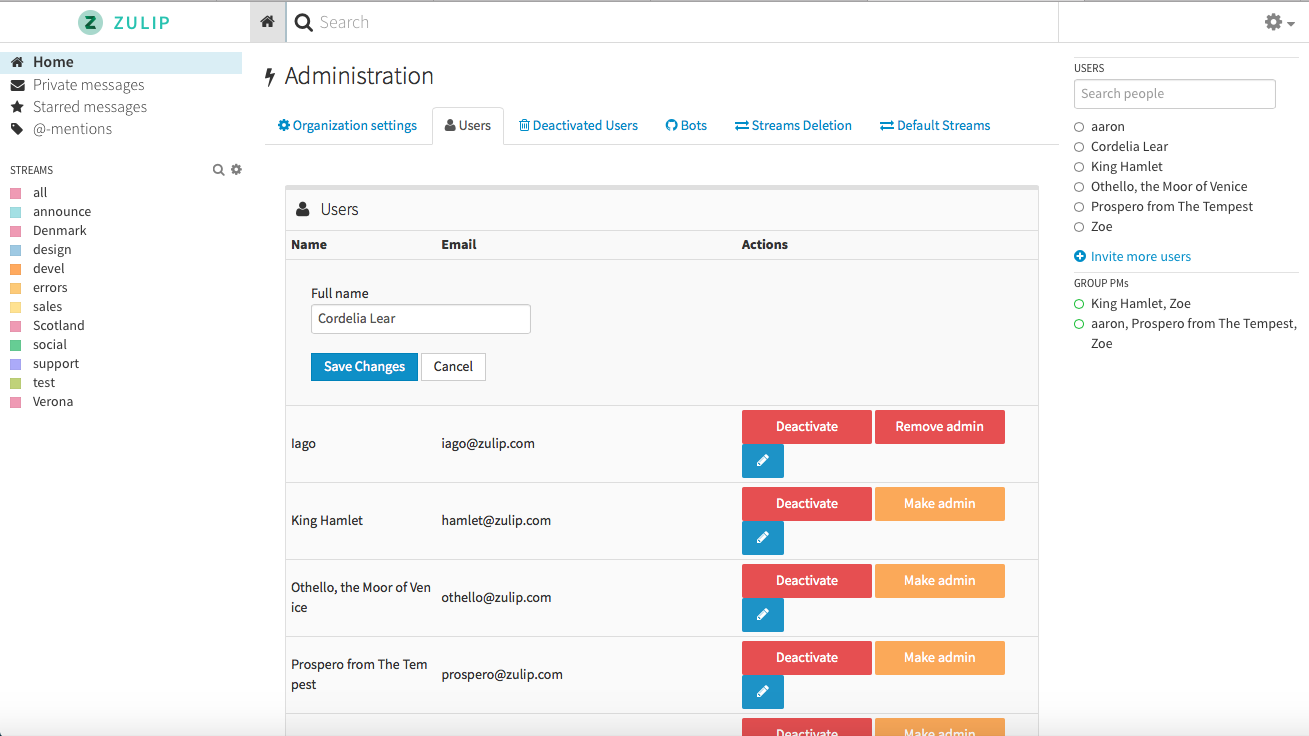 ZULIP
Search
Home
Private messages
Starred messages
@-mentions
STREAMS
all
announce
Denmark
design
devel
errors
sales
Scotland
social
support
test
Verona
Administration
Organization settings
Users
Deactivated Users
Bots
Streams Deletion
Default Streams
Users
Name Email Actions
Full name
Cordelia Lear
Save Changes Cancel
Iago iago@zulip.com Deactivate Remove admin
King Hamlet hamlet@zulip.com Deactivate Make admin
Othello, the Moor of Ven
ice
othello@zulip.com
Deactivate Make admin
Prospero from The Tem
pest
prospero@zulip.com
Deactivate Make admin
Deactivate Make admin
USERS
Search people
aaron
Cordelia Lear
King Hamlet
Othello, the Moor of Venice
Prospero from The Tempest
Zoe
Invite more users
GROUP PMs
King Hamlet, Zoe
aaron, Prospero from The Tempest,
Zoe